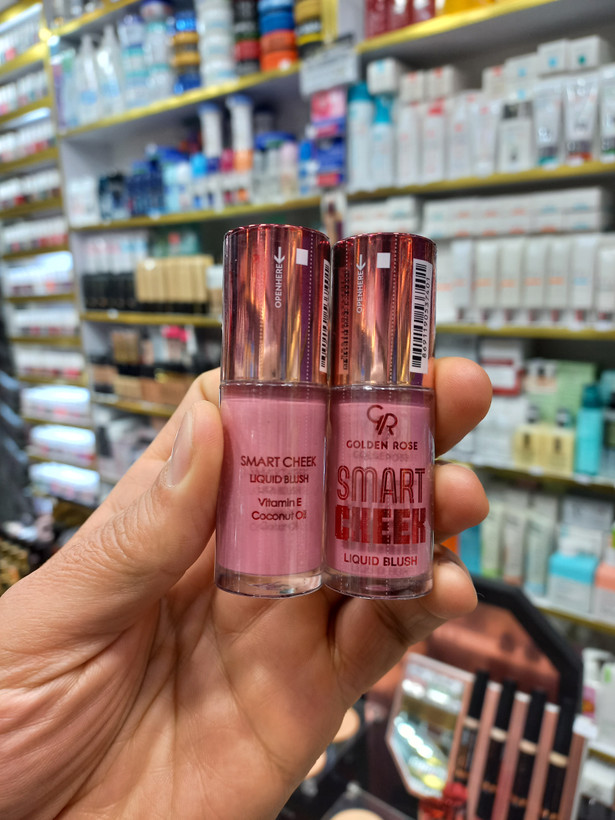 OPEN HERE
SMART CHEEK
LIQUID BLUSH
Vitamin E
Coconut Oil
OPEN HERE
GR
GOLDEN ROSE
SMART
CHEEK
LIQUID BLUSH